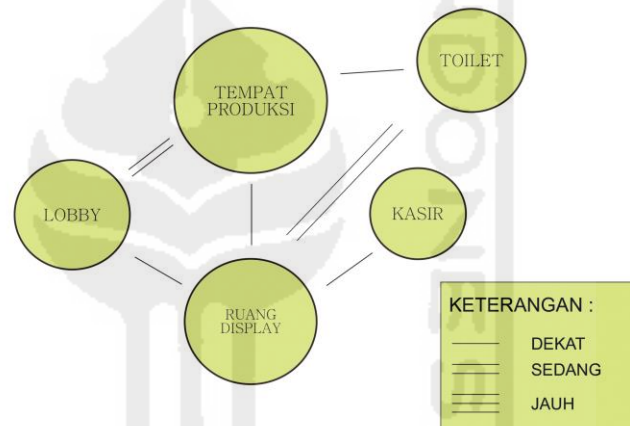 TEMPAT
PRODUKSI
TOILET
LOBBY
KASIR
RUANG
DISPLAY
KETERANGAN :
DEKAT
SEDANG
JAUH